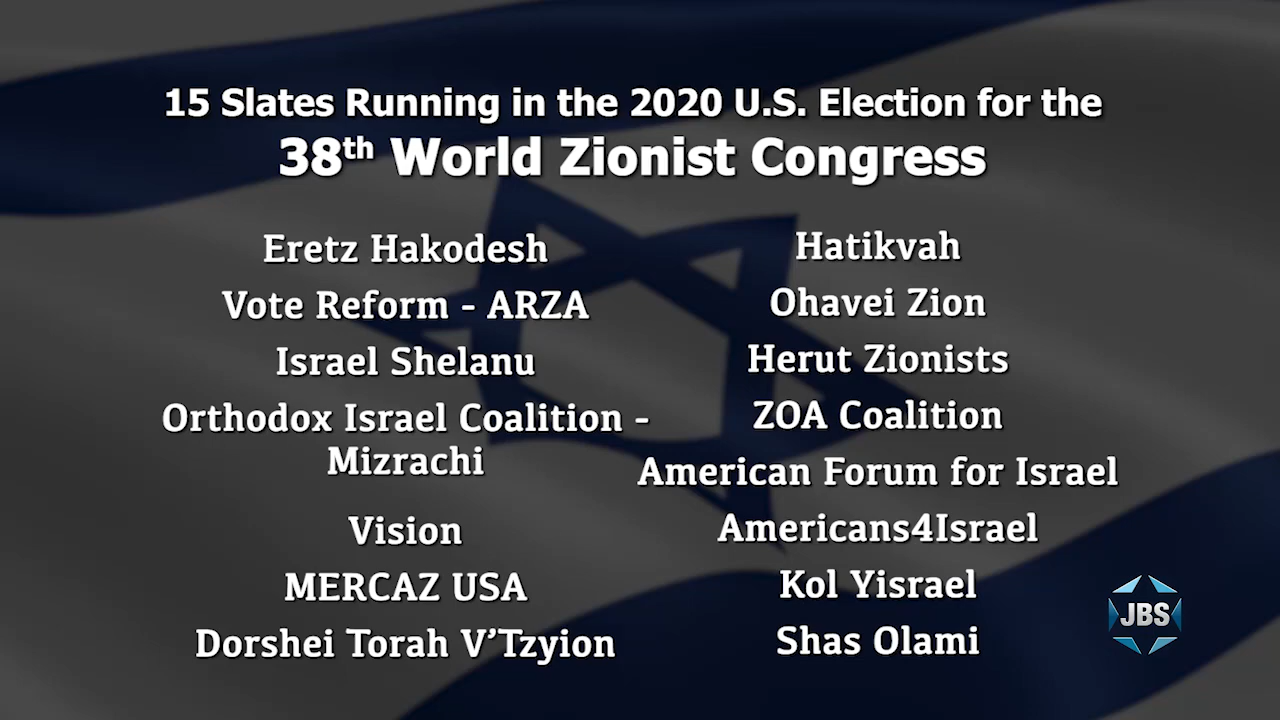 15 Slates Running in the 2020 U.S. Election for the
38th World Zionist Congress
Eretz Hakodesh
Vote Reform - ARZA
Israel Shelanu
Orthodox Israel Coalition -
Mizrachi
Vision
MERCAZ USA
Dorshei Torah V'Tzyion
Hatikvah
Ohavei Zion
Herut Zionists
ZOA Coalition
American Forum for Israel
Americans4Israel
Kol Yisrael
Shas Olami
JBS